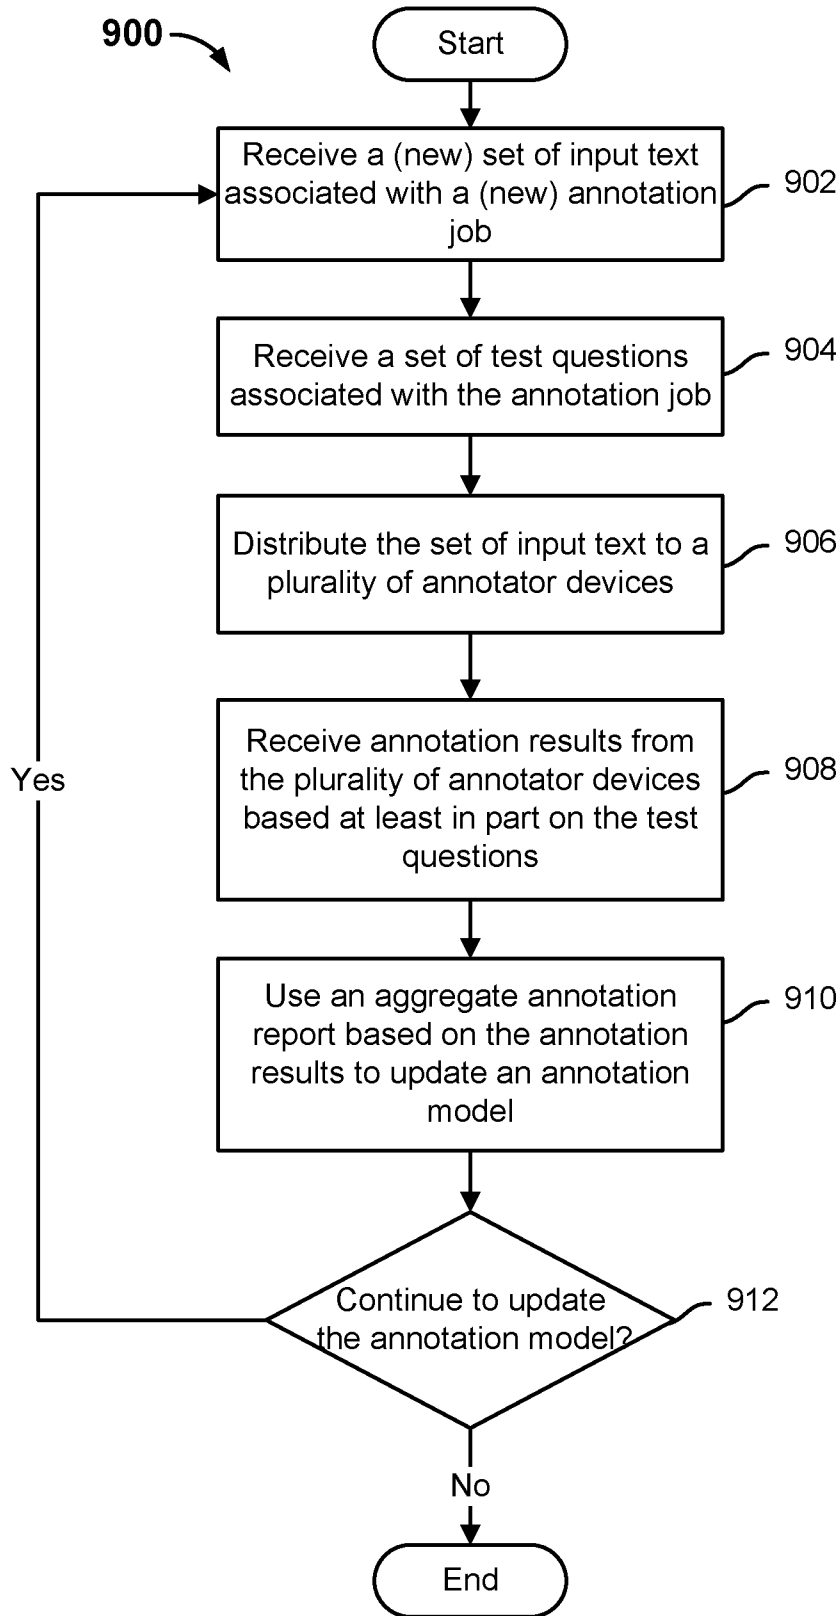 900
Start
Receive a (new) set of input text
associated with a (new) annotation
job
902
Receive a set of test questions
associated with the annotation job
904
Distribute the set of input text to a
plurality of annotator devices
906
Receive annotation results from
the plurality of annotator devices
based at least in part on the test
questions
908
Yes
Use an aggregate annotation
report based on the annotation
results to update an annotation
model
910
Continue to update
the annotation model?
912
No
End